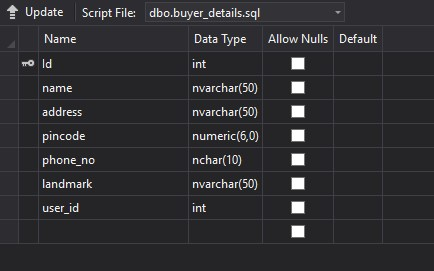 Update Script File: dbo.buyer_details.sql
Name Data Type Allow Nulls Default
Id int
name nvarchar(50)
address nvarchar(50)
pincode numeric(6,0)
phone_no nchar(10)
landmark nvarchar(50)
user_id int